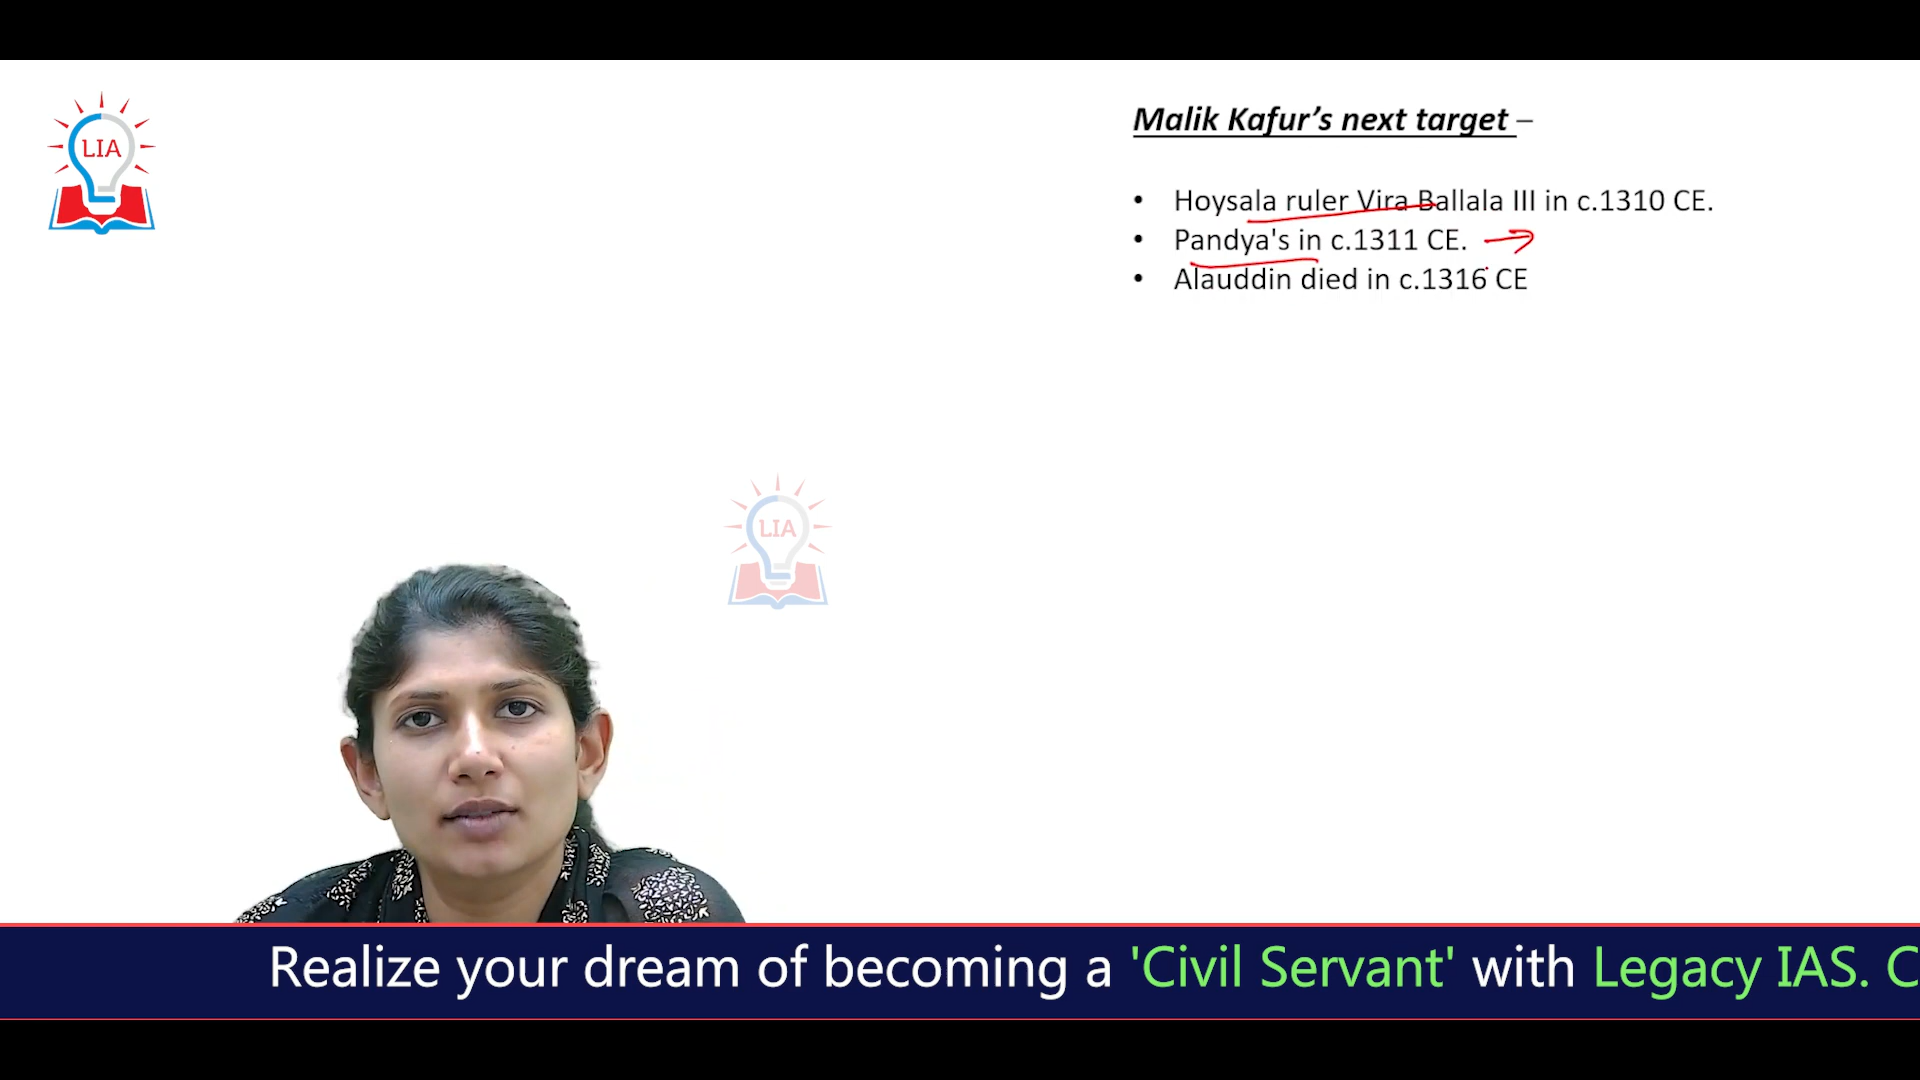 LIA
Malik Kafur’s next target –
• Hoysala ruler Vira Ballala III in c.1310 CE.
• Pandya's in c.1311 CE.
• Alauddin died in c.1316 CE
LIA
Realize your dream of becoming a 'Civil Servant' with Legacy IAS. C